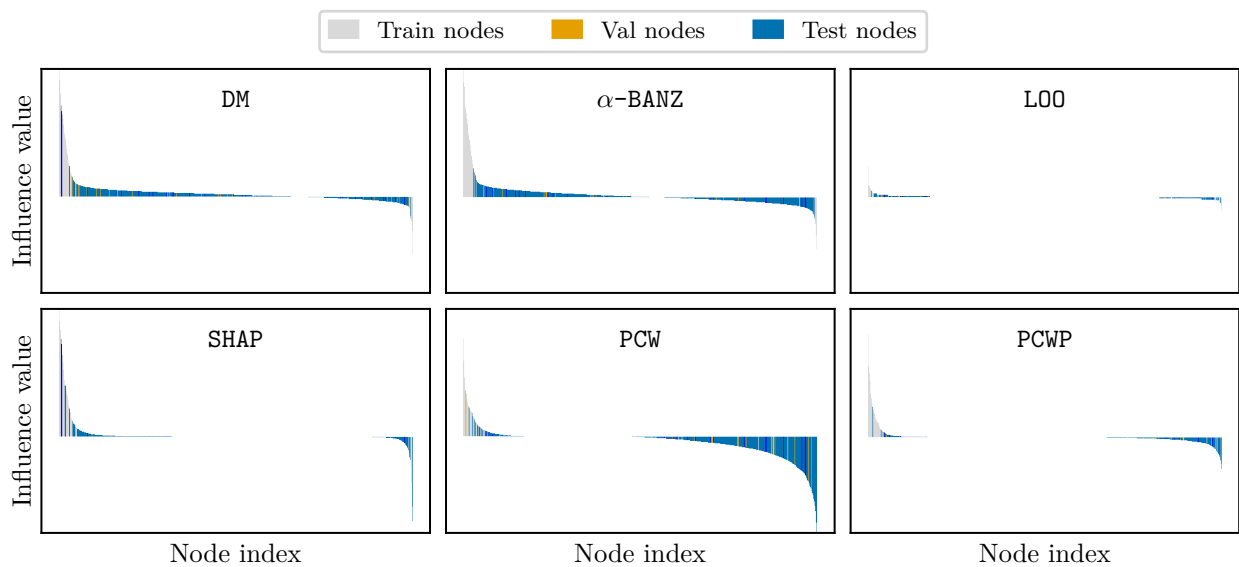 Train nodes Val nodes Test nodes
Influence value
DM
α-BANZ
LOO
Influence value
SHAP
PCW
PCWP
Node index
Node index
Node index